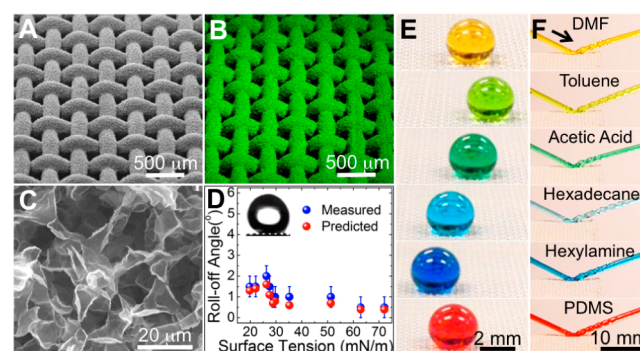 A
500 μm
B
500 μm
C
20 μm
D
6
5
4
3
2
1
0
Roll-off Angle(°)
Measured
Predicted
20 30 40 50 60 70
Surface Tension (mN/m)
E
2 mm
F
DMF
Toluene
Acetic Acid
Hexadecane
Hexylamine
PDMS
10 mm